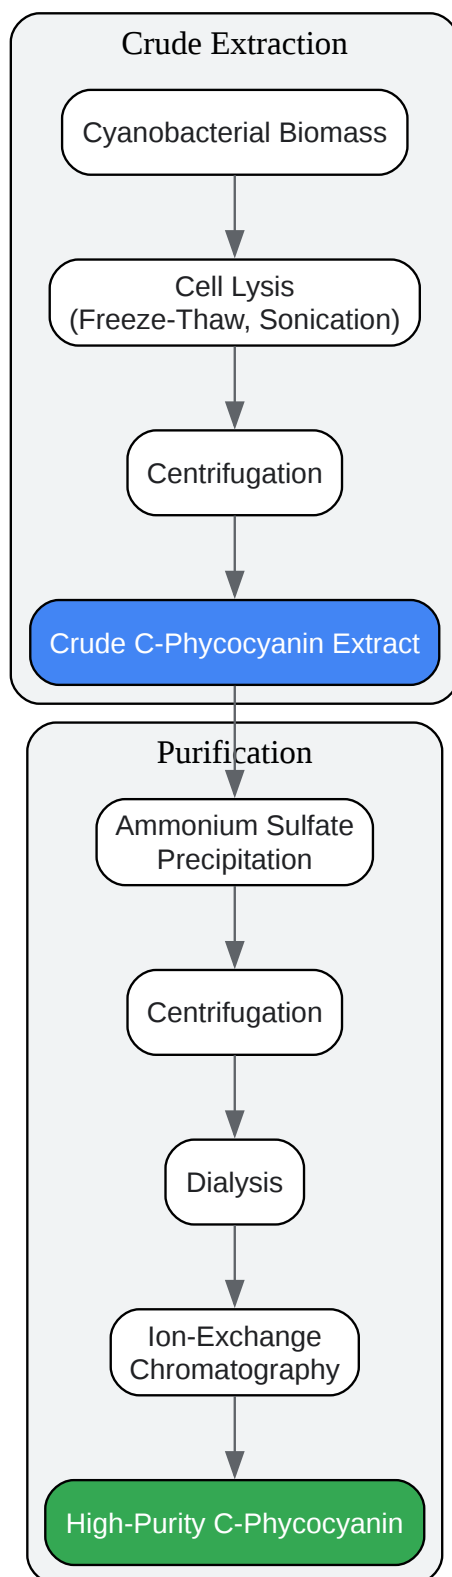 Crude Extraction
Cyanobacterial Biomass
Cell Lysis
(Freeze-Thaw, Sonication)
Centrifugation
Crude C-Phycocyanin Extract
Purification
Ammonium Sulfate
Precipitation
Centrifugation
Dialysis
Ion-Exchange
Chromatography
High-Purity C-Phycocyanin